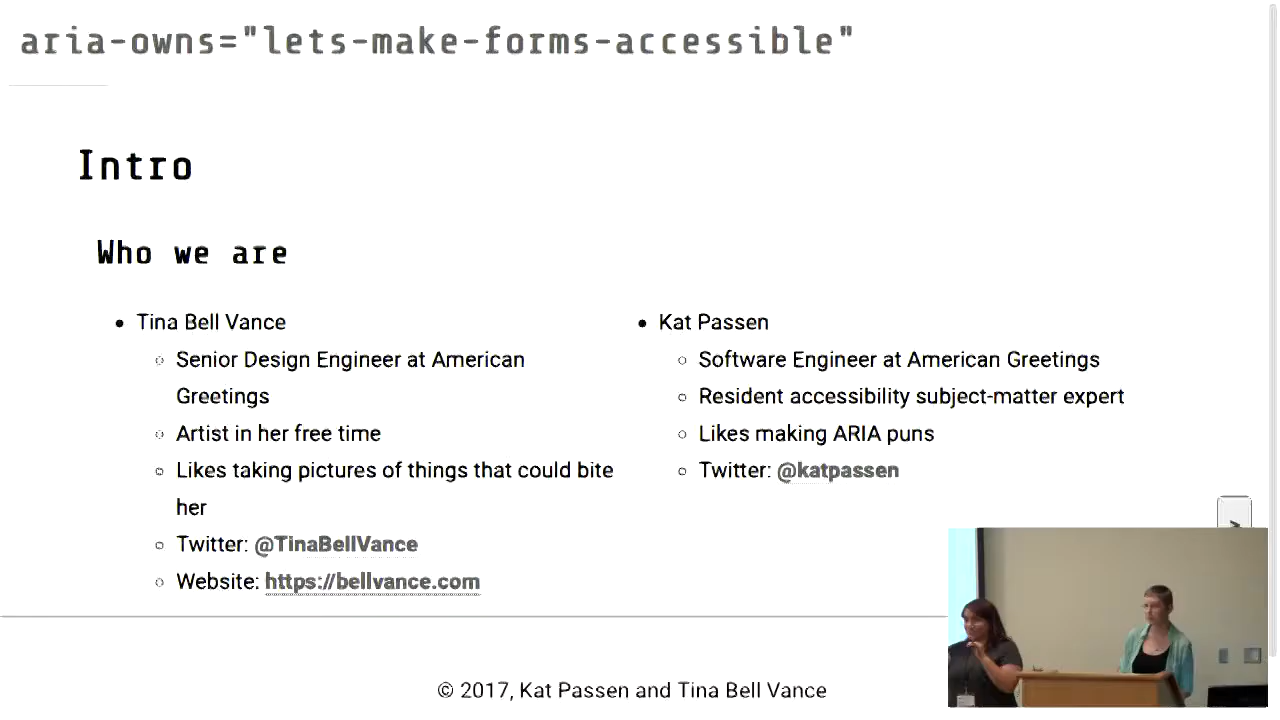 aria-owns="lets-make-forms-accessible"
Intro
Who we are
Tina Bell Vance
Senior Design Engineer at American
Greetings
Artist in her free time
Likes taking pictures of things that could bite
her
Twitter: @TinaBellVance
Website: https://bellvance.com
Kat Passen
Software Engineer at American Greetings
Resident accessibility subject-matter expert
Likes making ARIA puns
Twitter: @katpassen
>
© 2017, Kat Passen and Tina Bell Vance